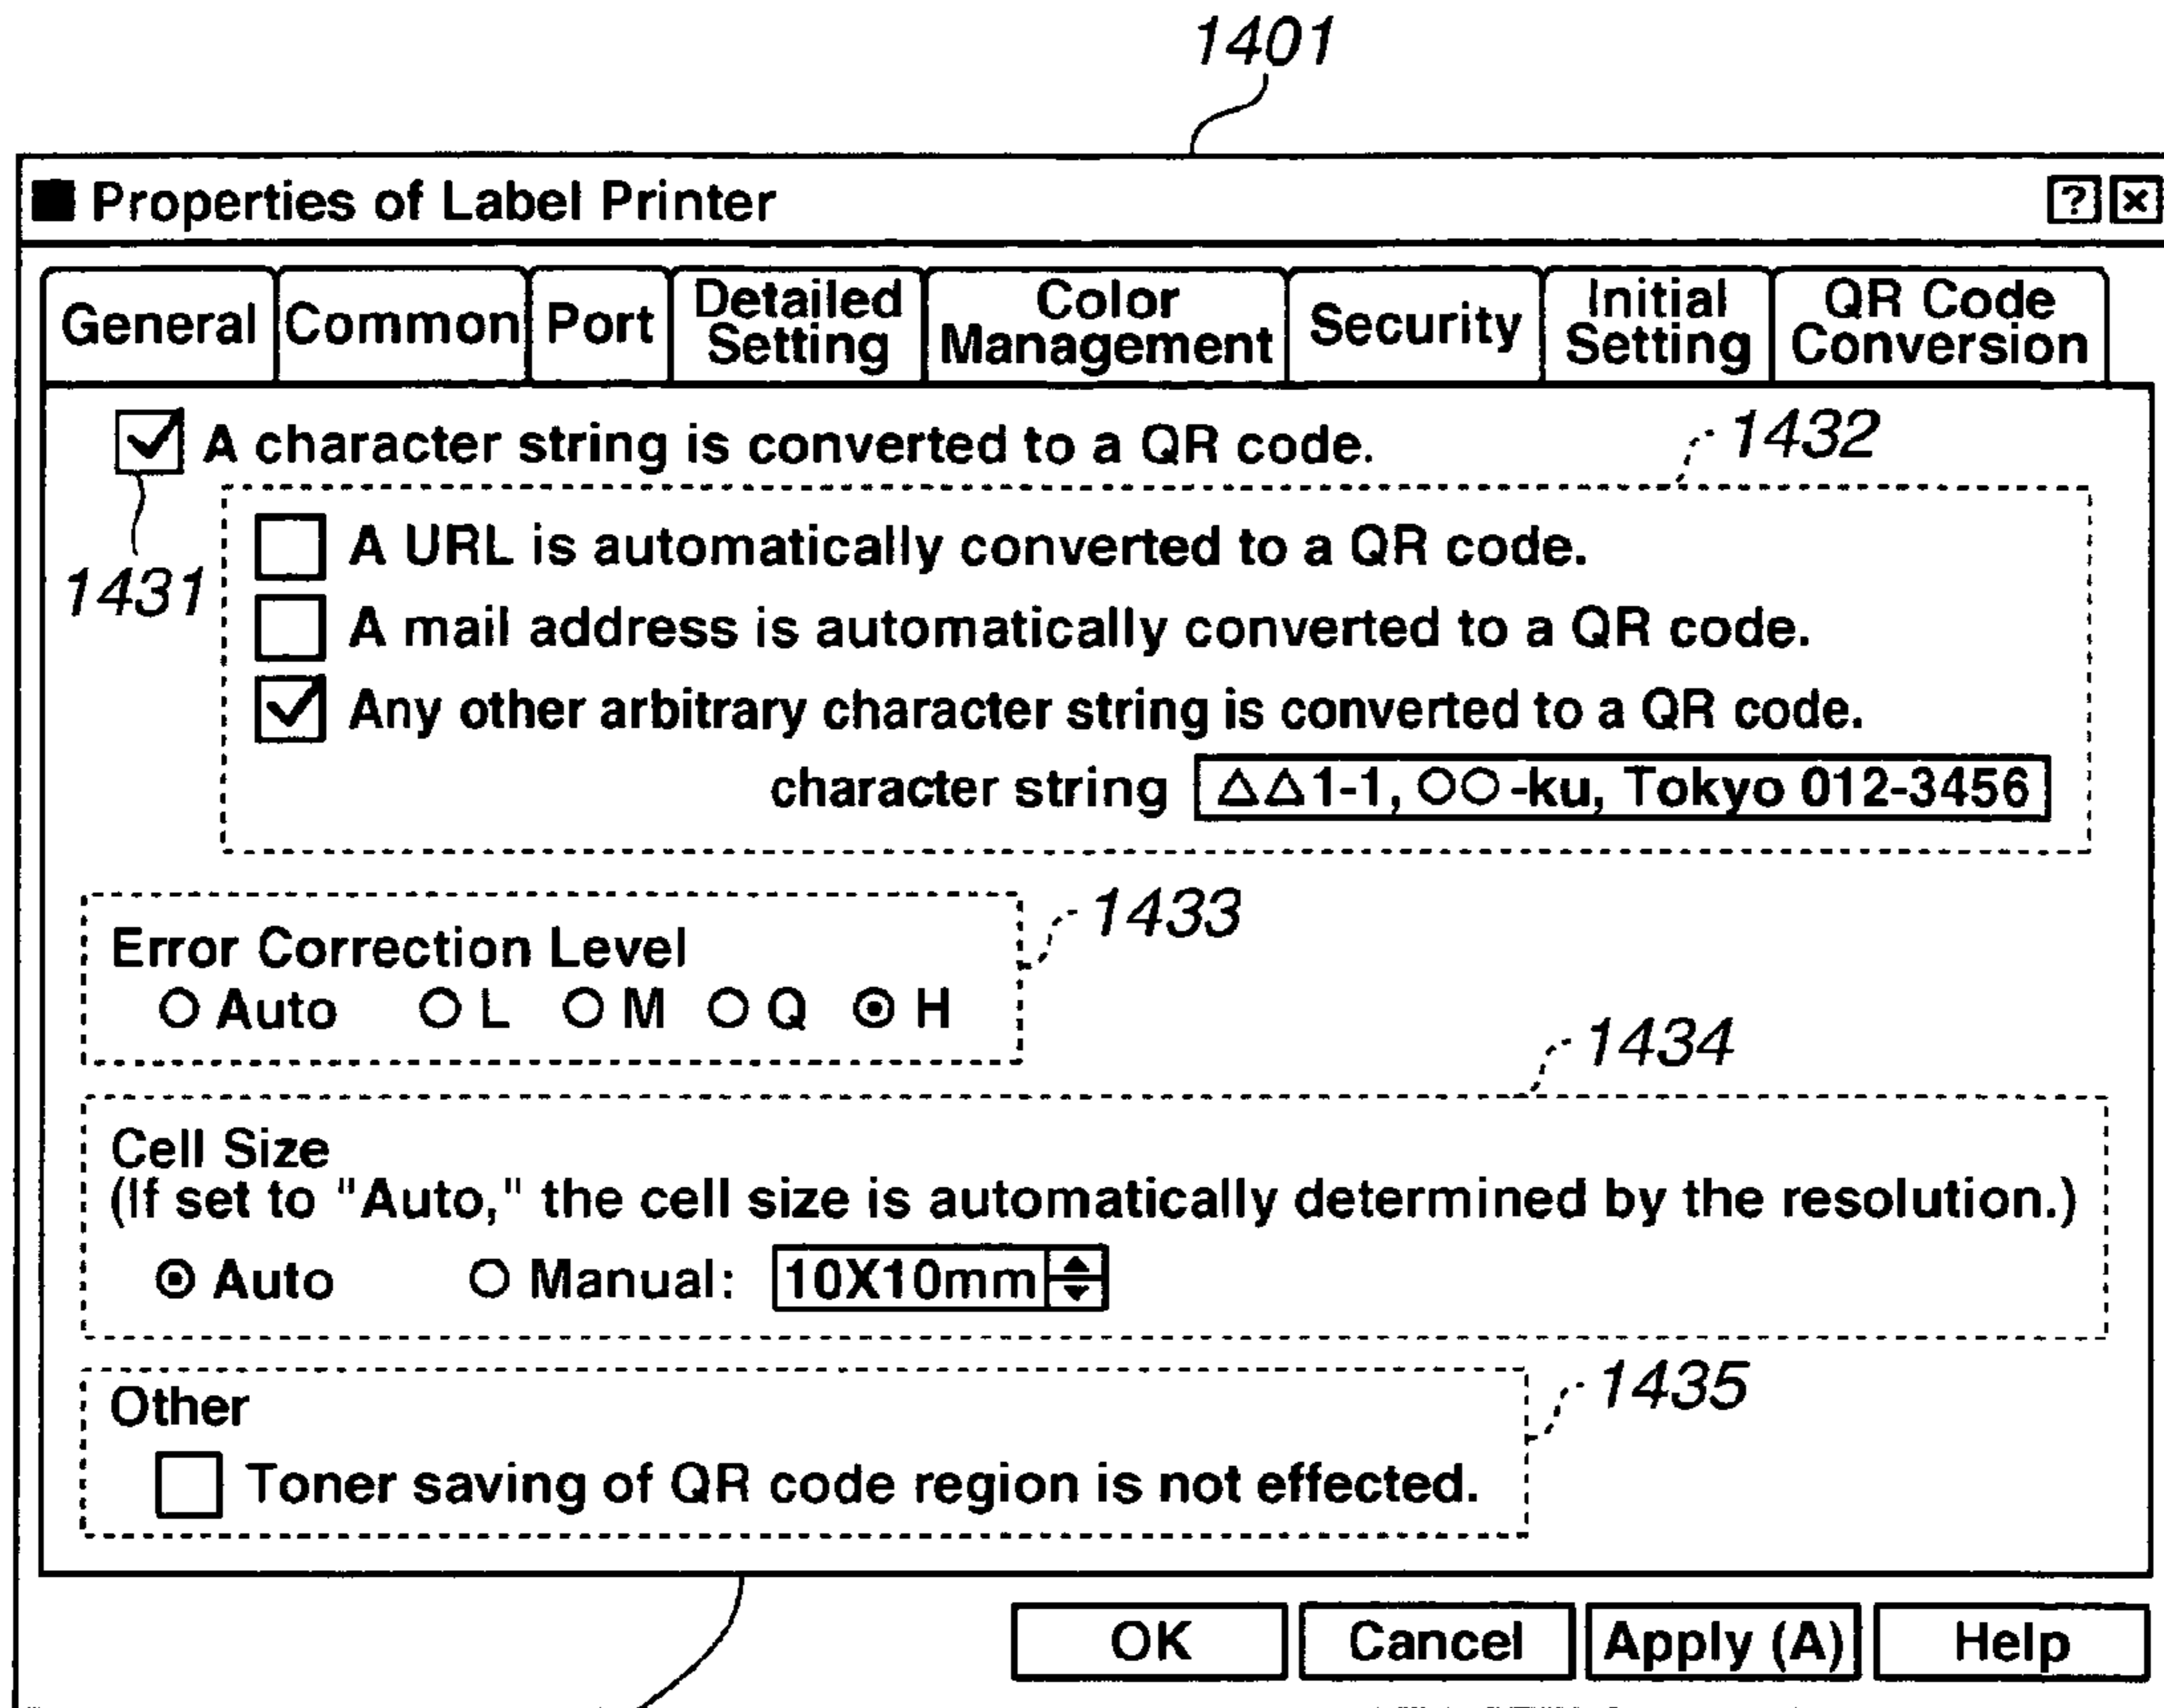 1401
Properties of Label Printer ? ×
General Common Port Detailed Setting Color Management Security Initial Setting QR Code Conversion
A character string is converted to a QR code. 1432
1431
A URL is automatically converted to a QR code.
A mail address is automatically converted to a QR code.
Any other arbitrary character string is converted to a QR code.
character string △△1-1, ○○-ku, Tokyo 012-3456
1433
Error Correction Level
Auto L M Q H
1434
Cell Size
(If set to "Auto," the cell size is automatically determined by the resolution.)
Auto Manual: 10X10mm
1435
Other
Toner saving of QR code region is not effected.
OK Cancel Apply (A) Help